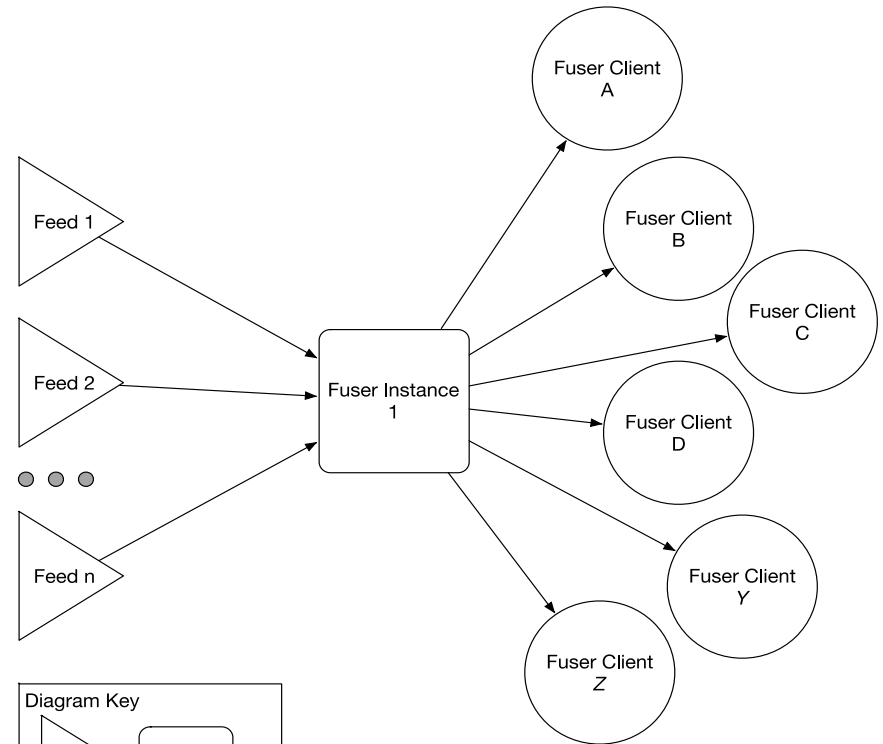 Fuser Client
A
Feed 1
Fuser Client
B
Fuser Client
C
Feed 2
Fuser Instance
1
Fuser Client
D
Feed n
Fuser Client
Y
Fuser Client
Z
Diagram Key